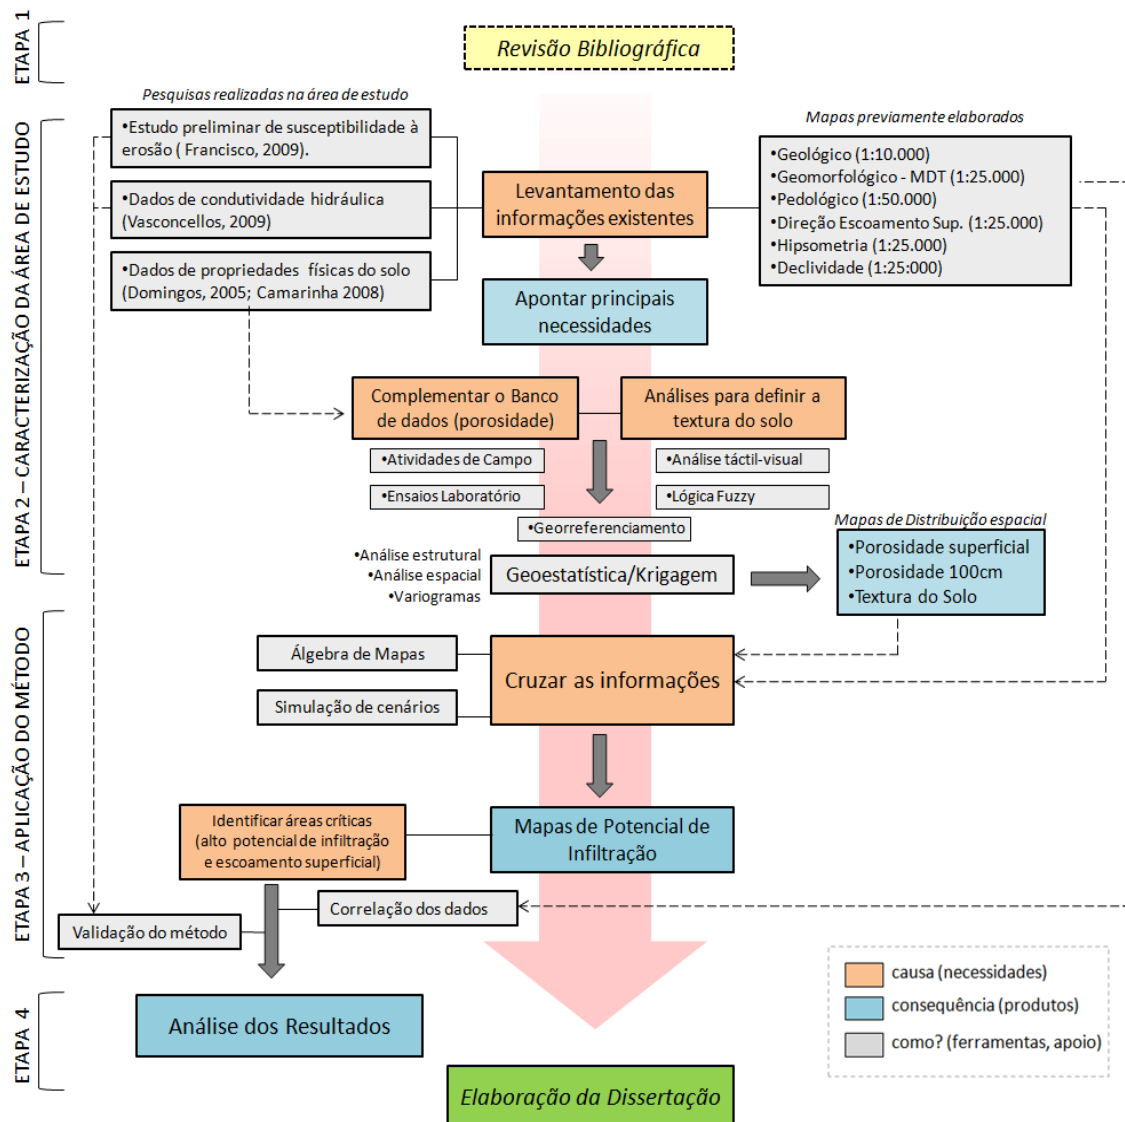 ETAPA 1
Revisão Bibliográfica
ETAPA 2 – CARACTERIZAÇÃO DA ÁREA DE ESTUDO
Pesquisas realizadas na área de estudo
•Estudo preliminar de susceptibilidade à
erosão ( Francisco, 2009).
•Dados de condutividade hidráulica
(Vasconcellos, 2009)
•Dados de propriedades físicas do solo
(Domingos, 2005; Camarinha 2008)
Levantamento das
informações existentes
Mapas previamente elaborados
•Geológico (1:10.000)
•Geomorfológico - MDT (1:25.000)
•Pedológico (1:50.000)
•Direção Escoamento Sup. (1:25.000)
•Hipsometria (1:25.000)
•Declividade (1:25:000)
Apontar principais
necessidades
Complementar o Banco
de dados (porosidade)
Análises para definir a
textura do solo
•Atividades de Campo
•Análise táctil-visual
•Ensaios Laboratório
•Lógica Fuzzy
•Georreferenciamento
•Análise estrutural
•Análise espacial
•Variogramas
Geoestatística/Krigagem
Mapas de Distribuição espacial
•Porosidade superficial
•Porosidade 100cm
•Textura do Solo
ETAPA 3 – APLICAÇÃO DO MÉTODO
Álgebra de Mapas
Simulação de cenários
Cruzar as informações
Identificar áreas críticas
(alto potencial de infiltração
e escoamento superficial)
Mapas de Potencial de
Infiltração
Correlação dos dados
Validação do método
ETAPA 4
Análise dos Resultados
Elaboração da Dissertação
causa (necessidades)
consequência (produtos)
como? (ferramentas, apoio)